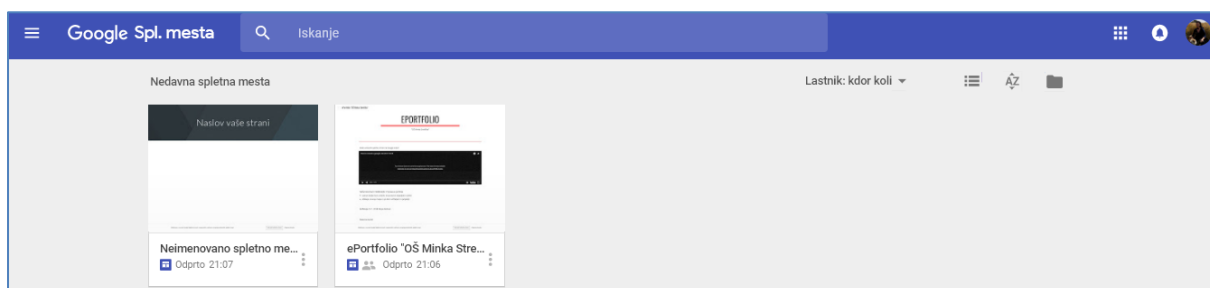 Google Spl. mesta
Iskanje
Nedavna spletna mesta
Lastnik: kdor koli
AZ
Naslov vaše strani
EPORTFOLIO
Neimenovano spletno me...
Odprto 21:07
ePortfolio "OŠ Minka Stre...
Odprto 21:06